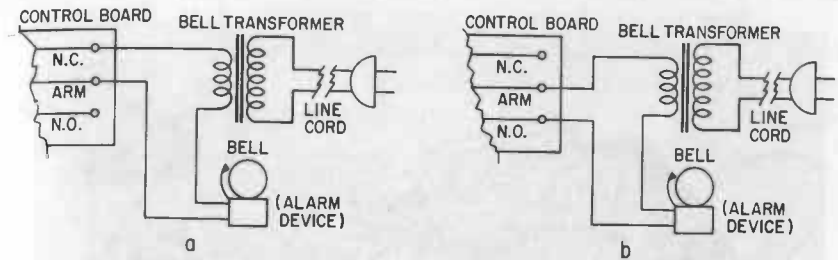 CONTROL BOARD
BELL TRANSFORMER
N.C.
ARM
N.O.
LINE
CORD
BELL
(ALARM
DEVICE)
a
CONTROL BOARD
BELL TRANSFORMER
N.C.
ARM
N.O.
LINE
CORD
BELL
(ALARM
DEVICE)
b